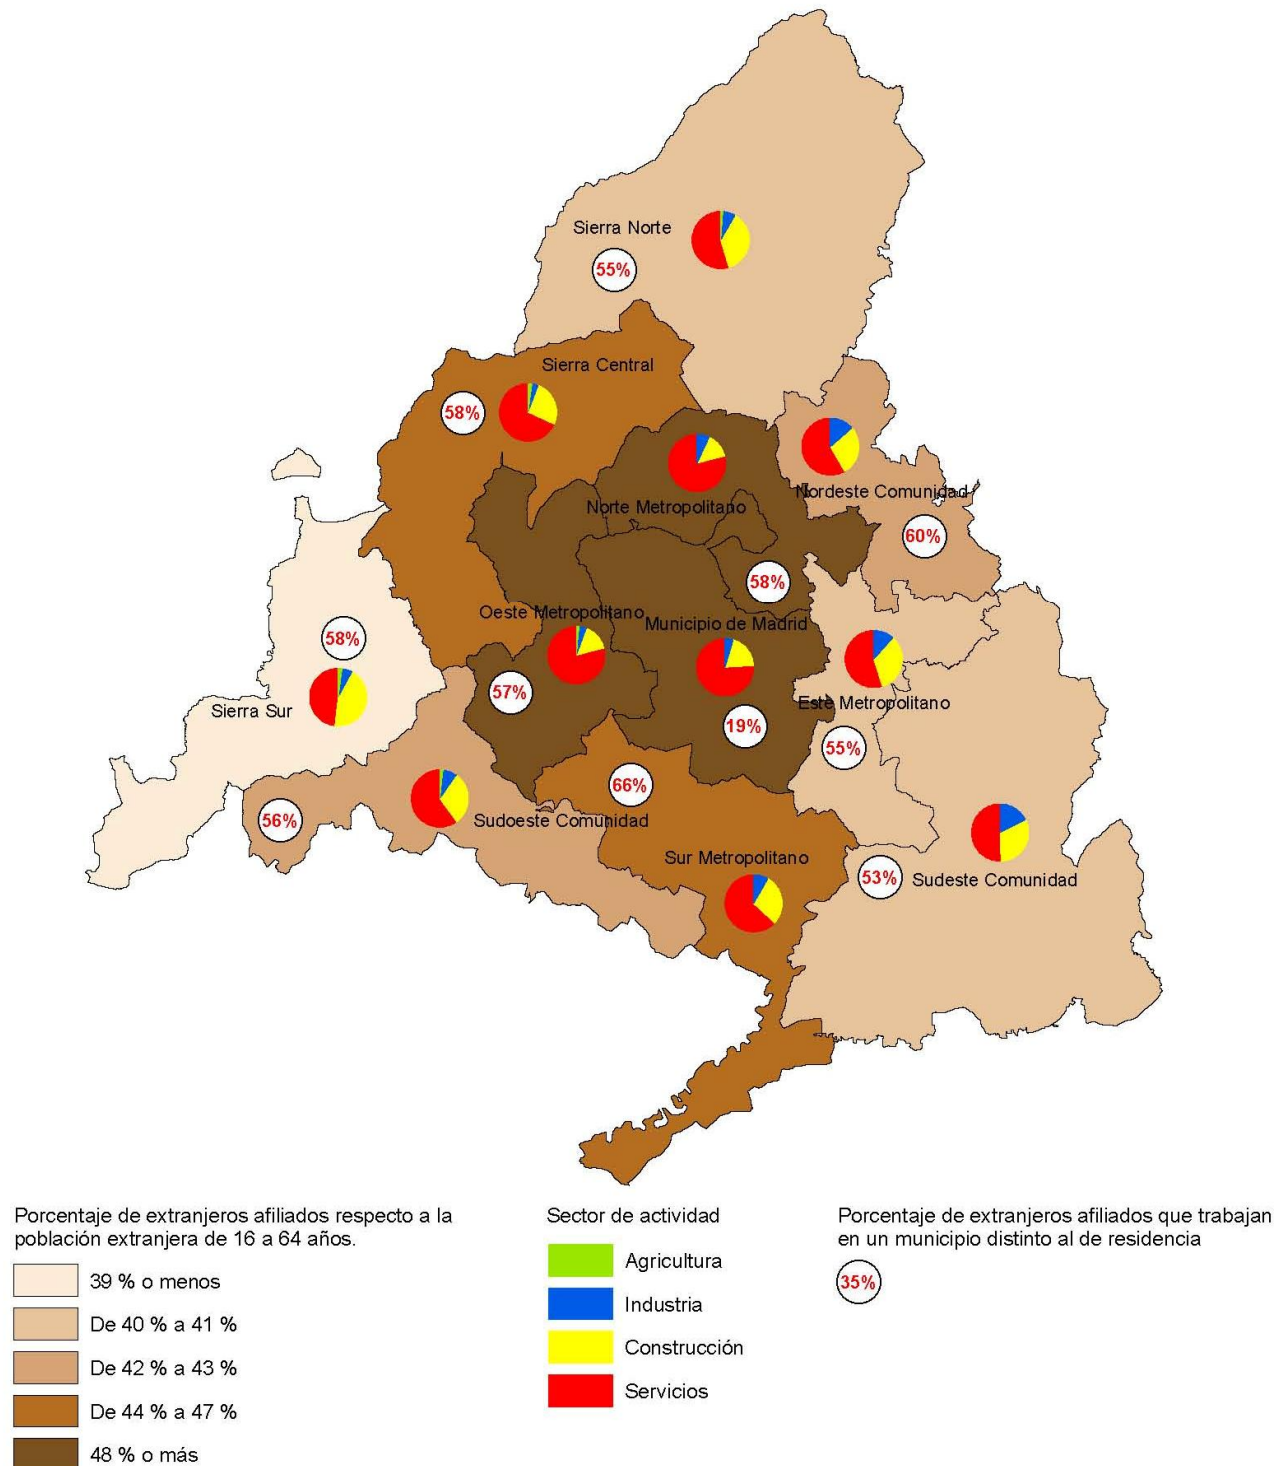 Sierra Norte
55%
Sierra Central
58%
Nordeste Comunidad
Norte Metropolitano
60%
58%
Oeste Metropolitano
Municipio de Madrid
58%
57%
Este Metropolitano
Sierra Sur
19%
55%
66%
56%
Sudoeste Comunidad
Sur Metropolitano
53%
Sudeste Comunidad
Porcentaje de extranjeros afiliados respecto a la
población extranjera de 16 a 64 años.
39 % o menos
De 40 % a 41 %
De 42 % a 43 %
De 44 % a 47 %
48 % o más
Sector de actividad
Agricultura
Industria
Construcción
Servicios
Porcentaje de extranjeros afiliados que trabajan
en un municipio distinto al de residencia
35%